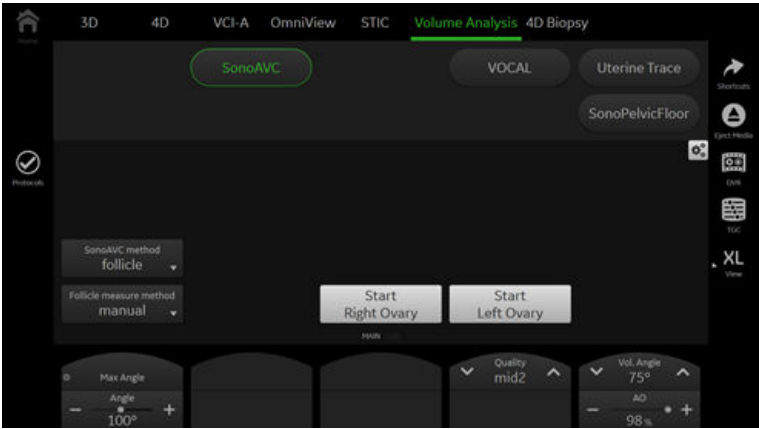 3D 4D VCI-A OmniView STIC Volume Analysis 4D Biopsy
Home
SonoAVC VOCAL Uterine Trace
SonoPelvicFloor
Shortcuts
Eject Media
Protocols
DVR
TGC
XL
View
SonoAVC method
follicle
Follicle measure method
manual
Start
Right Ovary
Start
Left Ovary
MAIN
Max Angle
Angle
100°
Quality
mid2
Vol. Angle
75°
AO
98 %